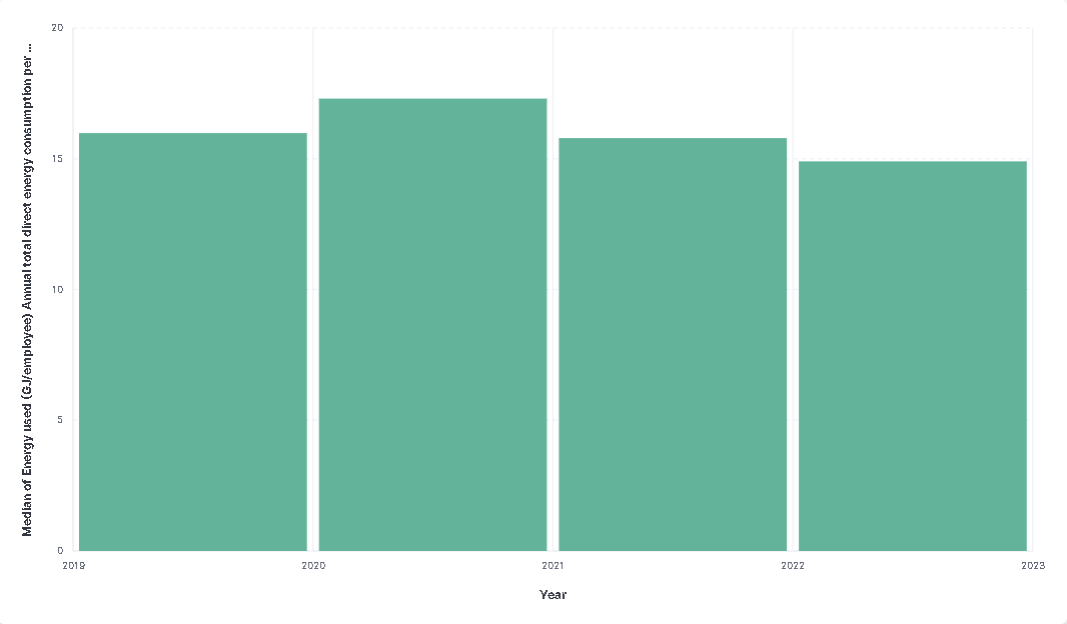 Median of Energy used (GJ/employee) Annual total direct energy consumption per ...
20
15
10
5
0
2019 2020 2021 2022 2023
Year